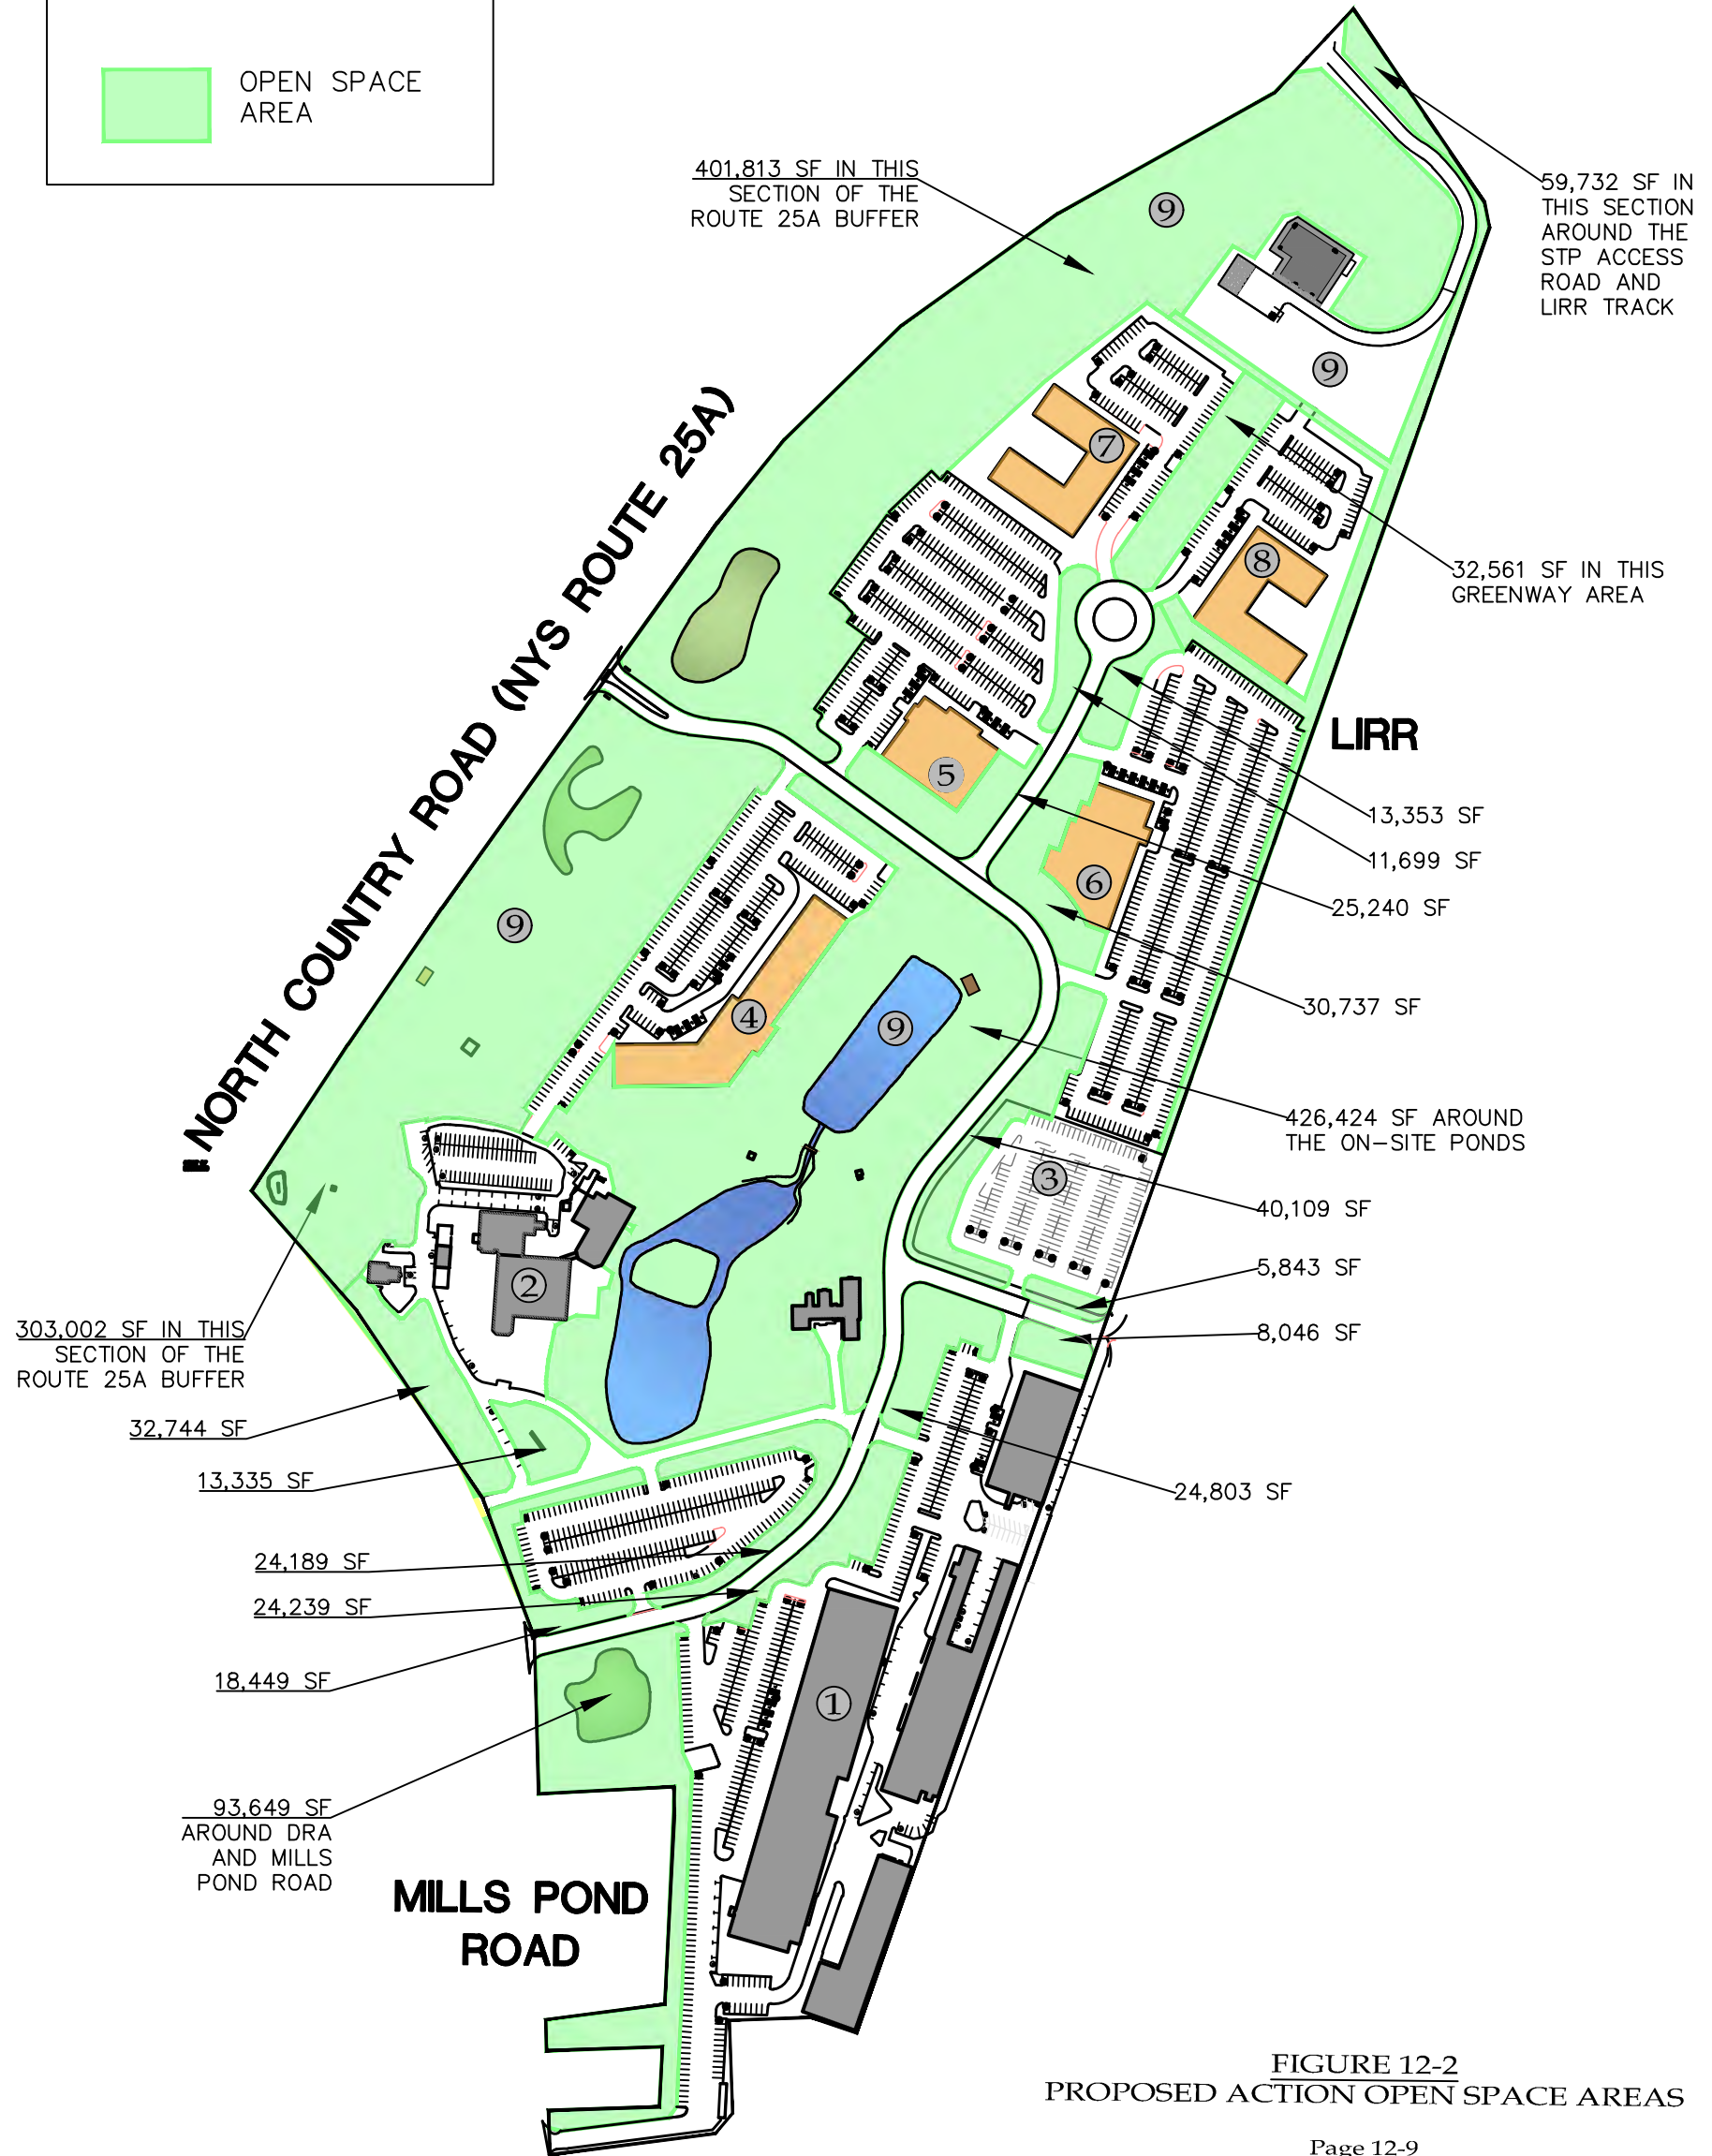 OPEN SPACE
AREA
401,813 SF IN THIS
SECTION OF THE
ROUTE 25A BUFFER
59,732 SF IN
THIS SECTION
AROUND THE
STP ACCESS
ROAD AND
LIRR TRACK
9
9
7
8
32,561 SF IN THIS
GREENWAY AREA
NORTH COUNTRY ROAD (NYS ROUTE 25A)
LIRR
5
13,353 SF
11,699 SF
6
25,240 SF
9
30,737 SF
4
9
426,424 SF AROUND
THE ON-SITE PONDS
3
40,109 SF
5,843 SF
2
303,002 SF IN THIS
SECTION OF THE
ROUTE 25A BUFFER
8,046 SF
32,744 SF
13,335 SF
24,803 SF
24,189 SF
24,239 SF
18,449 SF
1
93,649 SF
AROUND DRA
AND MILLS
POND ROAD
MILLS POND
ROAD
FIGURE 12-2
PROPOSED ACTION OPEN SPACE AREAS
Page 12-9